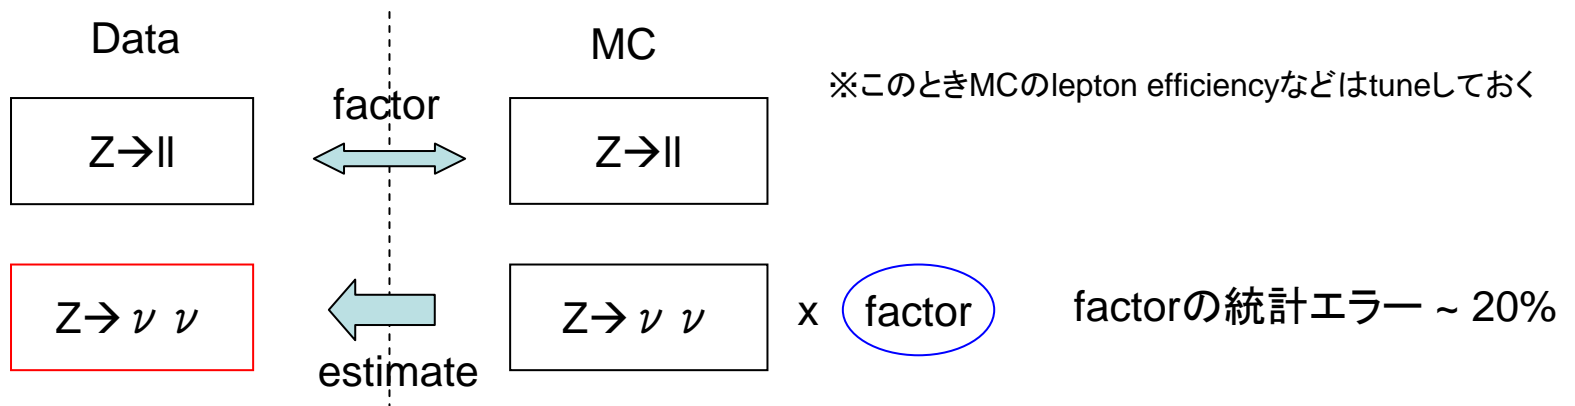 Data
MC
※このときMCのlepton efficiencyなどはtuneしておく
factor
Z→ll
Z→ll
Z→νν
Z→νν
x
factor
factorの統計エラー ~ 20%
estimate